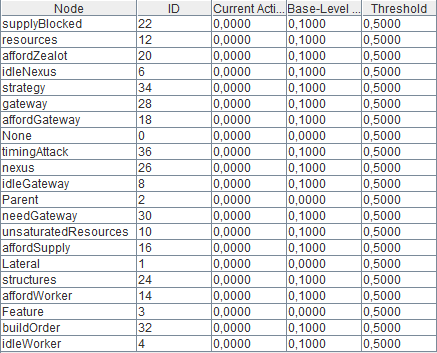 Node ID Current Acti... Base-Level ... Threshold
supplyBlocked 22 0,0000 0,1000 0,5000
resources 12 0,0000 0,1000 0,5000
affordZealot 20 0,0000 0,1000 0,5000
idleNexus 6 0,0000 0,1000 0,5000
strategy 34 0,0000 0,1000 0,5000
gateway 28 0,0000 0,1000 0,5000
affordGateway 18 0,0000 0,1000 0,5000
None 0 0,0000 0,0000 0,5000
timingAttack 36 0,0000 0,1000 0,5000
nexus 26 0,0000 0,1000 0,5000
idleGateway 8 0,0000 0,1000 0,5000
Parent 2 0,0000 0,0000 0,5000
needGateway 30 0,0000 0,1000 0,5000
unsaturatedResources 10 0,0000 0,1000 0,5000
affordSupply 16 0,0000 0,1000 0,5000
Lateral 1 0,0000 0,0000 0,5000
structures 24 0,0000 0,1000 0,5000
affordWorker 14 0,0000 0,1000 0,5000
Feature 3 0,0000 0,0000 0,5000
buildOrder 32 0,0000 0,1000 0,5000
idleWorker 4 0,0000 0,1000 0,5000